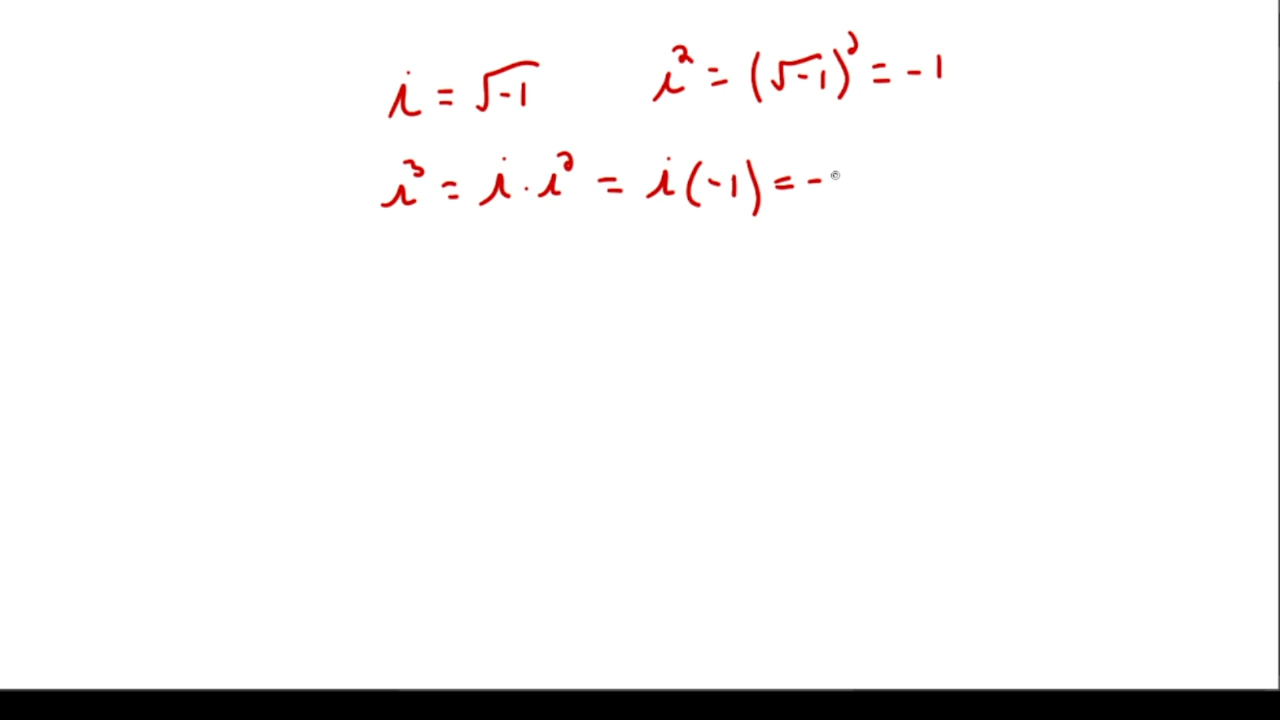 i = √-1 i² = (√-1)² = -1
i³ = i · i² = i(-1) = -